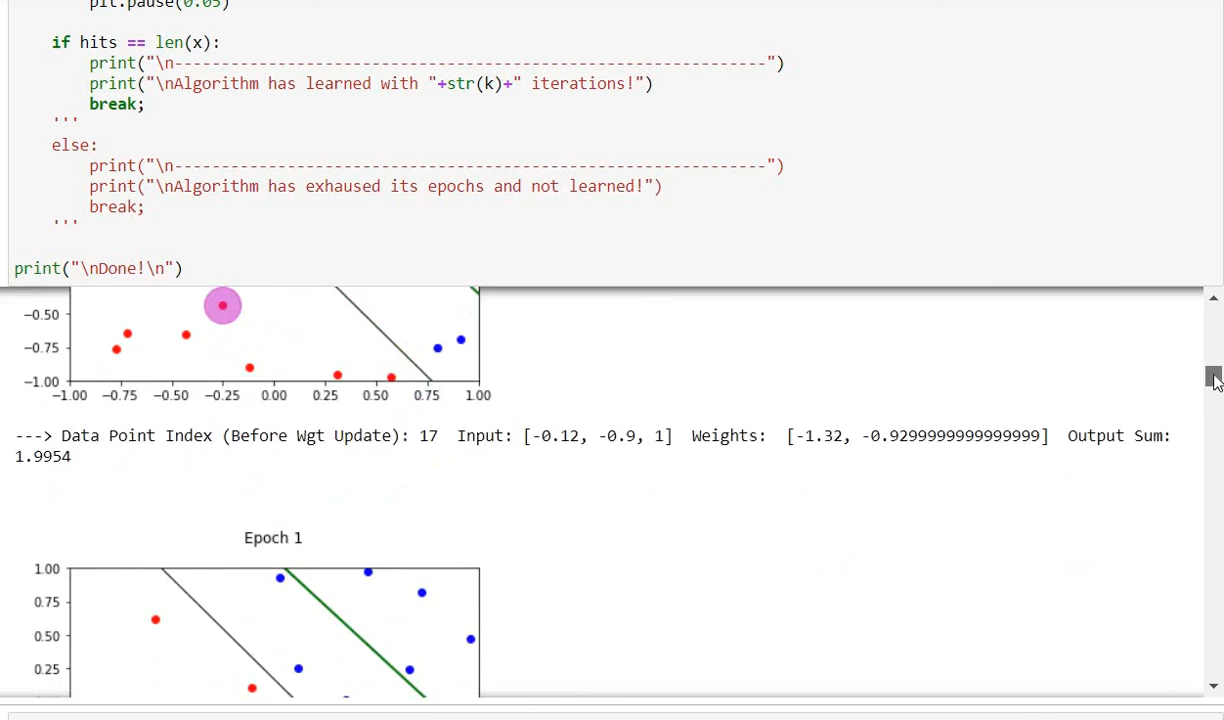 plt.pause(0.05)
if hits == len(x):
print("\n---------------------------------------------------------------")
print("\nAlgorithm has learned with "+str(k)+" iterations!")
break;
'''
else:
print("\n---------------------------------------------------------------")
print("\nAlgorithm has exhaused its epochs and not learned!")
break;
'''
print("\nDone!\n")
−0.50
−0.75
−1.00
−1.00 −0.75 −0.50 −0.25 0.00 0.25 0.50 0.75 1.00
---> Data Point Index (Before Wgt Update): 17 Input: [-0.12, -0.9, 1] Weights: [-1.32, -0.9299999999999999] Output Sum:
1.9954
Epoch 1
1.00
0.75
0.50
0.25